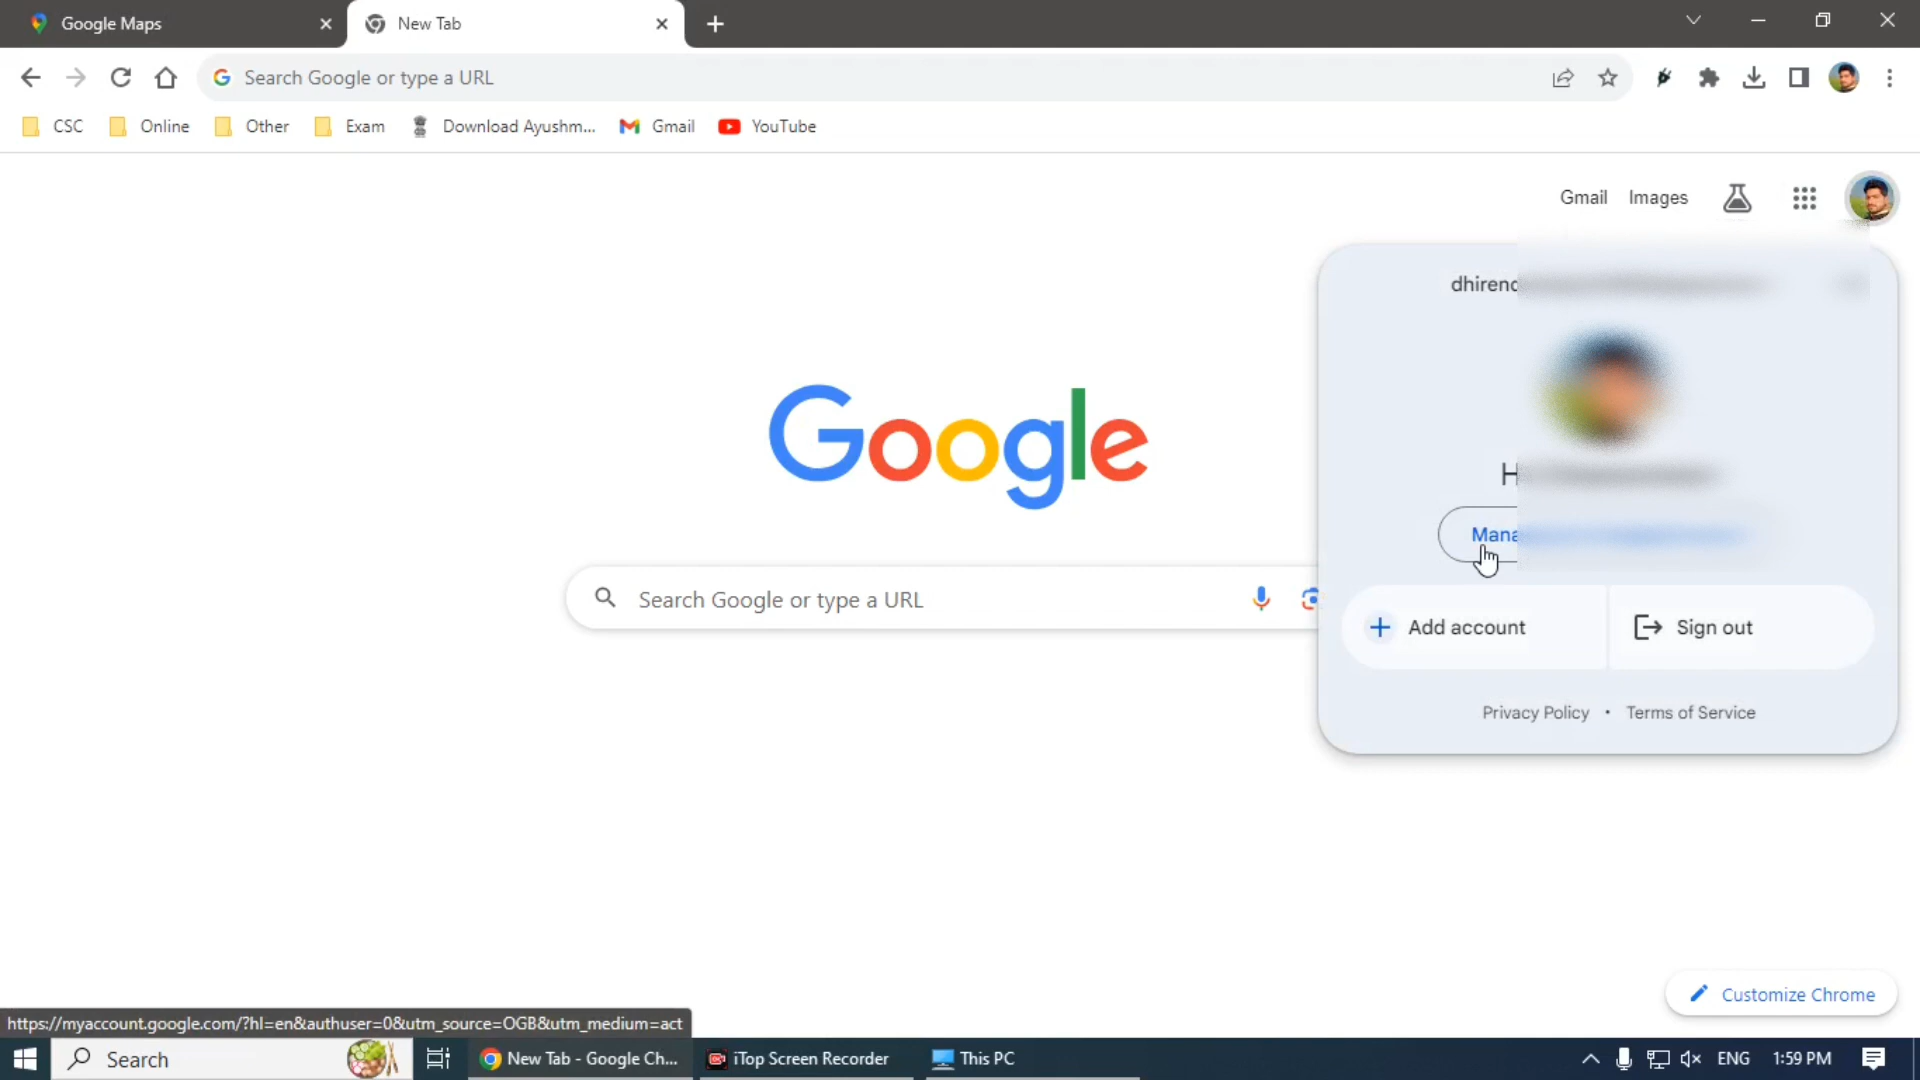 Google Maps
New Tab
Search Google or type a URL
CSC Online Other Exam Download Ayushm... Gmail YouTube
Gmail Images
dhiren
Google
H
Mana
Search Google or type a URL
Add account Sign out
Privacy Policy • Terms of Service
Customize Chrome
https://myaccount.google.com/?hl=en&authuser=0&utm_source=OGB&utm_medium=act
Search New Tab - Google Ch... iTop Screen Recorder This PC ENG 1:59 PM